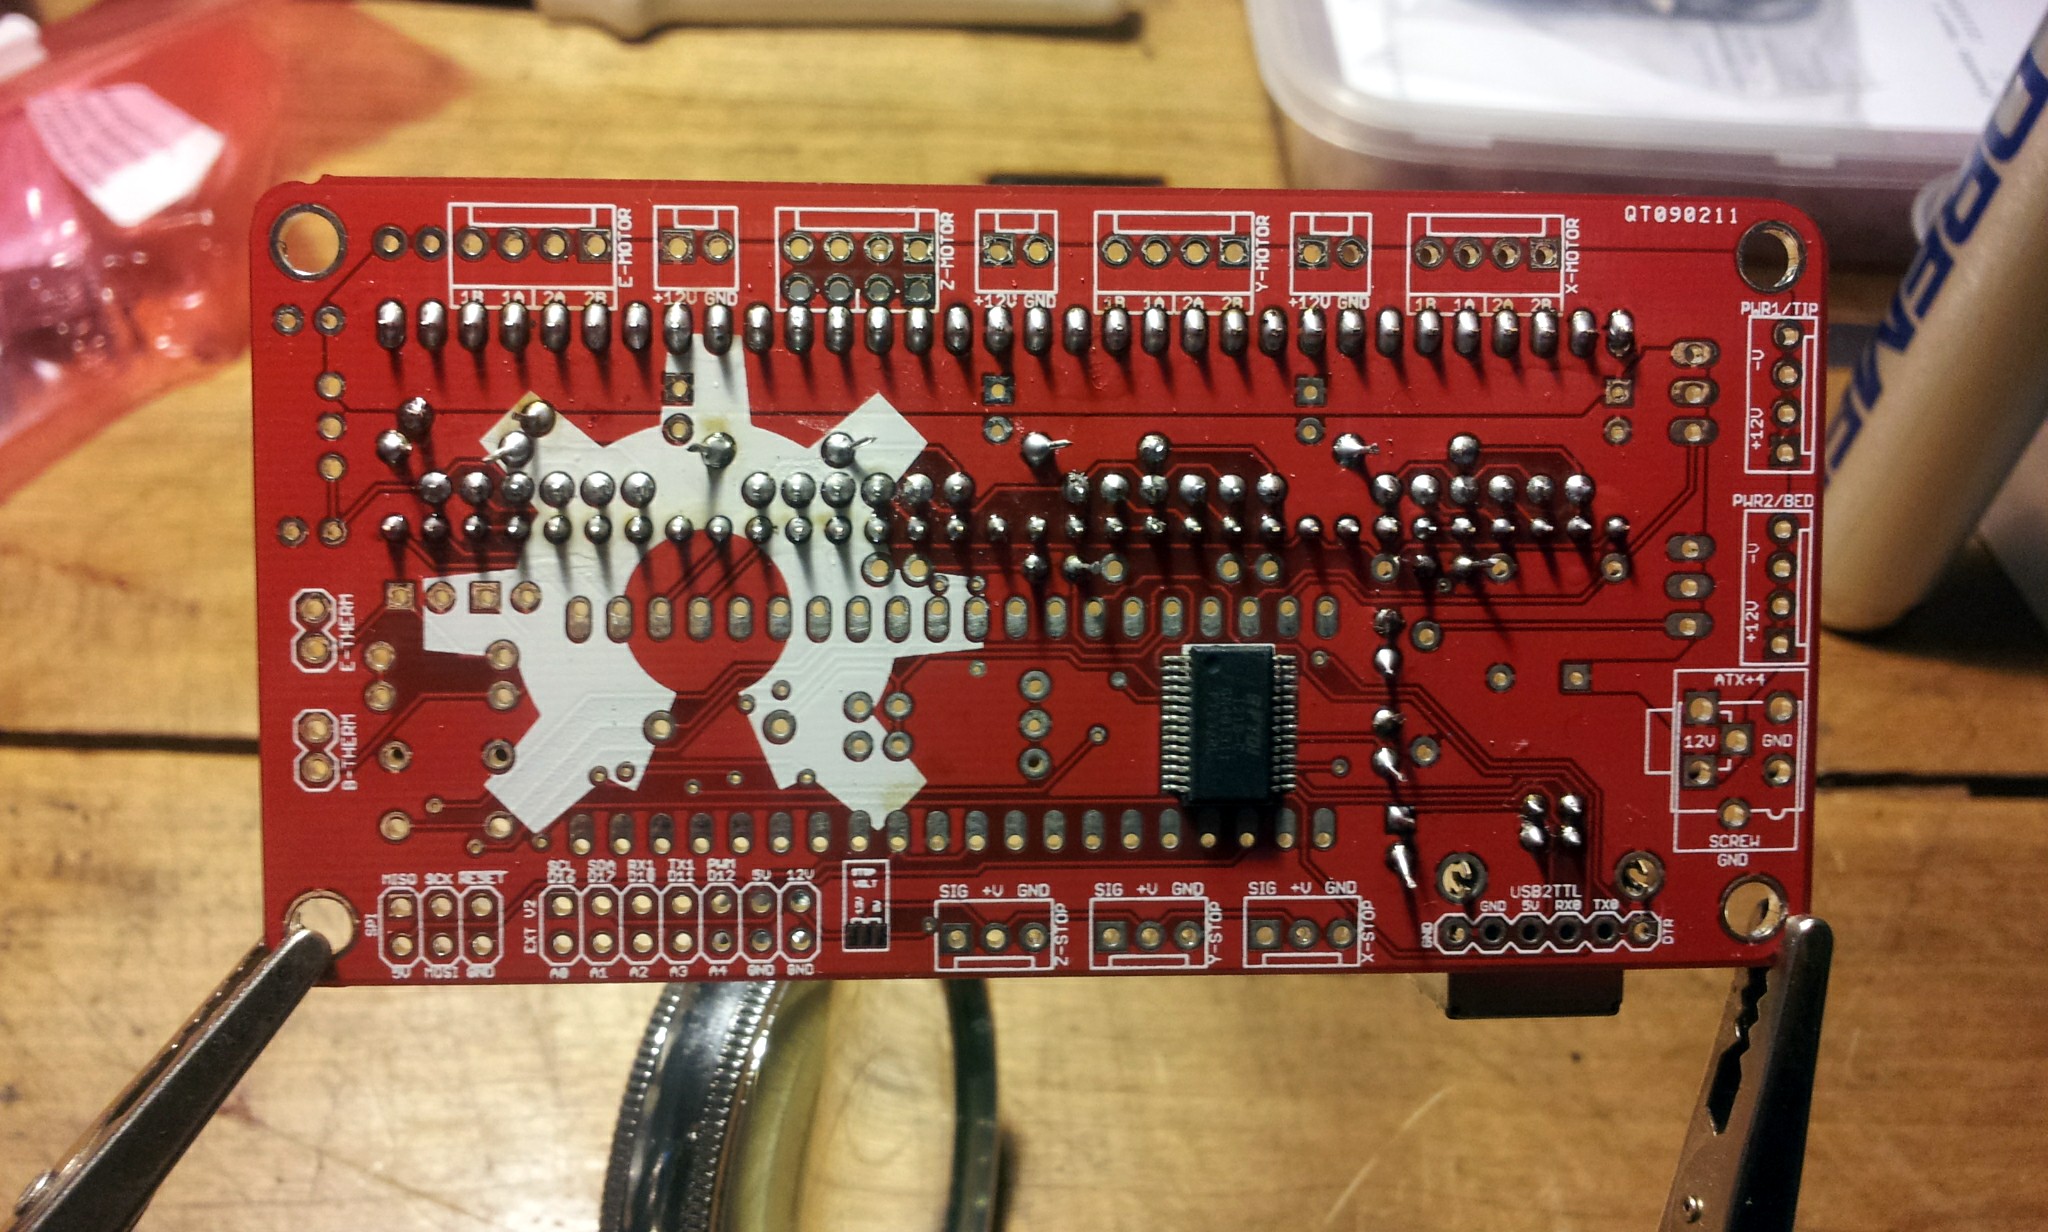 QT090211
E-MOTOR
Z-MOTOR
Y-MOTOR
X-MOTOR
1B 1A 2A 2B
+12V GND
+12V GND
1B 1A 2A 2B
+12V GND
1B 1A 2A 2B
PWR1/TIP
-V
+12V
PWR2/BED
-V
+12V
E-THERM
B-THERM
ATX+4
12V GND
SCREW
GND
MISO SCK RESET
SPI
5V MOSI GND
SCL SDA RX1 TX1 PWM
D16 D17 D10 D11 D12 5V 12V
EXT V2
A0 A1 A2 A3 A4 GND GND
STOP
VOLT
SIG +V GND
Z-STOP
SIG +V GND
Y-STOP
SIG +V GND
X-STOP
USB2TTL
GND 5V RX0 TX0
GND
DTR
DREME